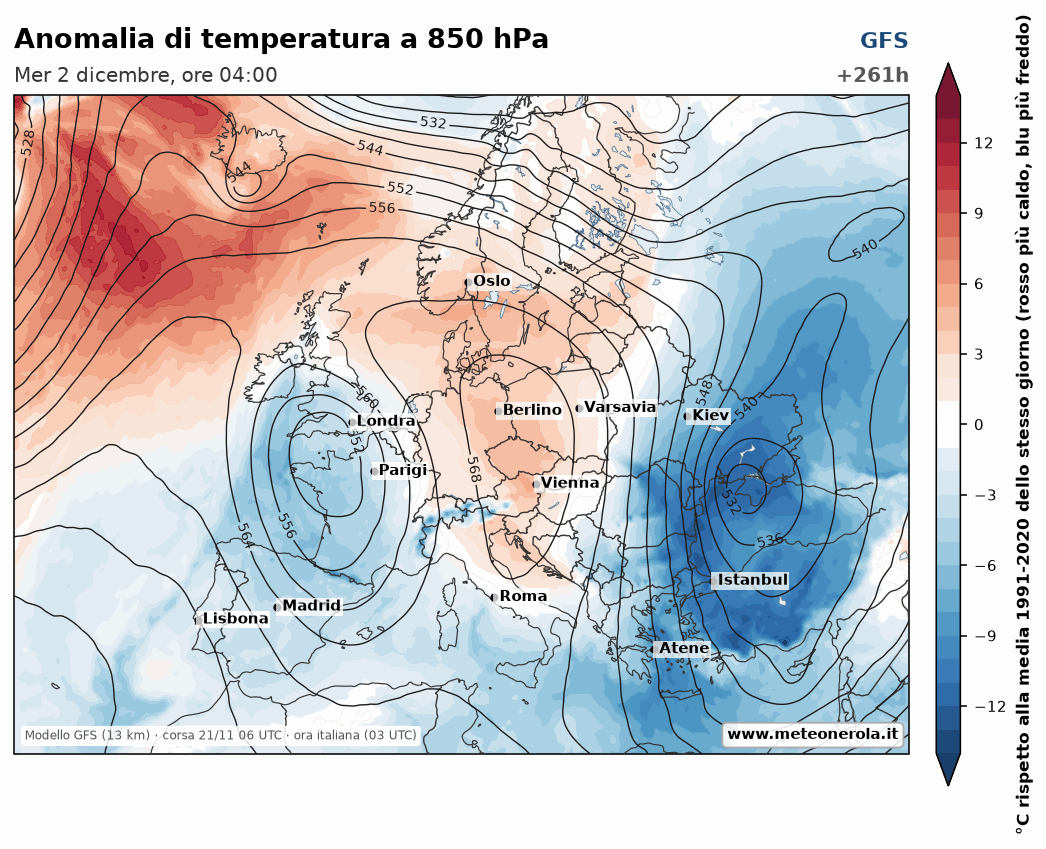 Anomalia di temperatura a 850 hPa
GFS
Mer 2 dicembre, ore 04:00
+261h
528
532
544
544
552
556
540
Oslo
548
540
560
Berlino
Varsavia
Kiev
Londra
Parigi
568
Vienna
532
556
564
536
Istanbul
Roma
Madrid
Lisbona
Atene
Modello GFS (13 km) · corsa 21/11 06 UTC · ora italiana (03 UTC)
www.meteonerola.it
12
9
6
3
0
−3
−6
−9
−12
°C rispetto alla media 1991-2020 dello stesso giorno (rosso più caldo, blu più freddo)